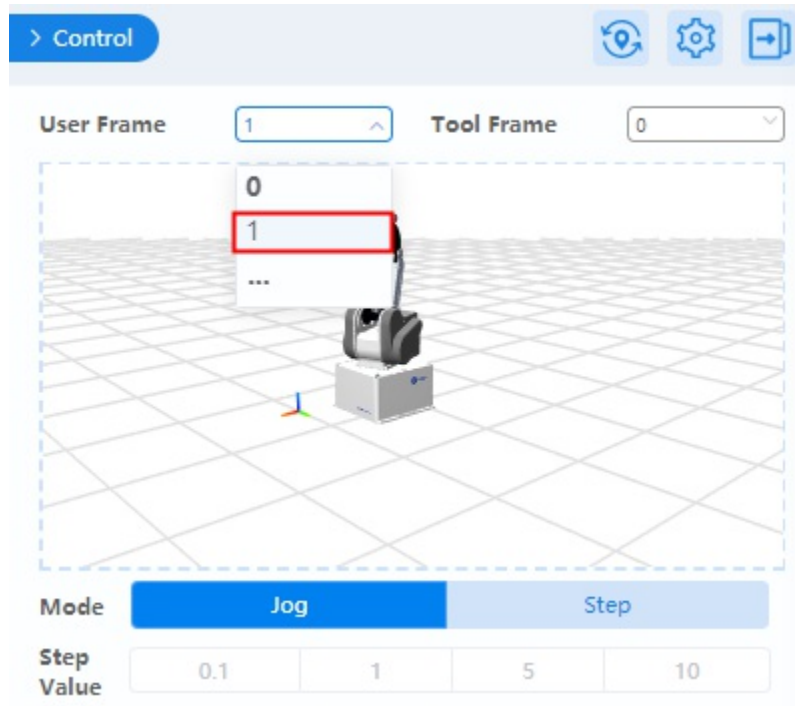 > Control
User Frame 1 Tool Frame 0
0
1
...
Mode Jog Step
Step Value 0.1 1 5 10